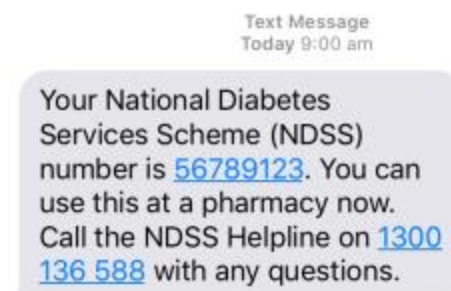 Text Message
Today 9:00 am
Your National Diabetes
Services Scheme (NDSS)
number is 56789123. You can
use this at a pharmacy now.
Call the NDSS Helpline on 1300
136 588 with any questions.